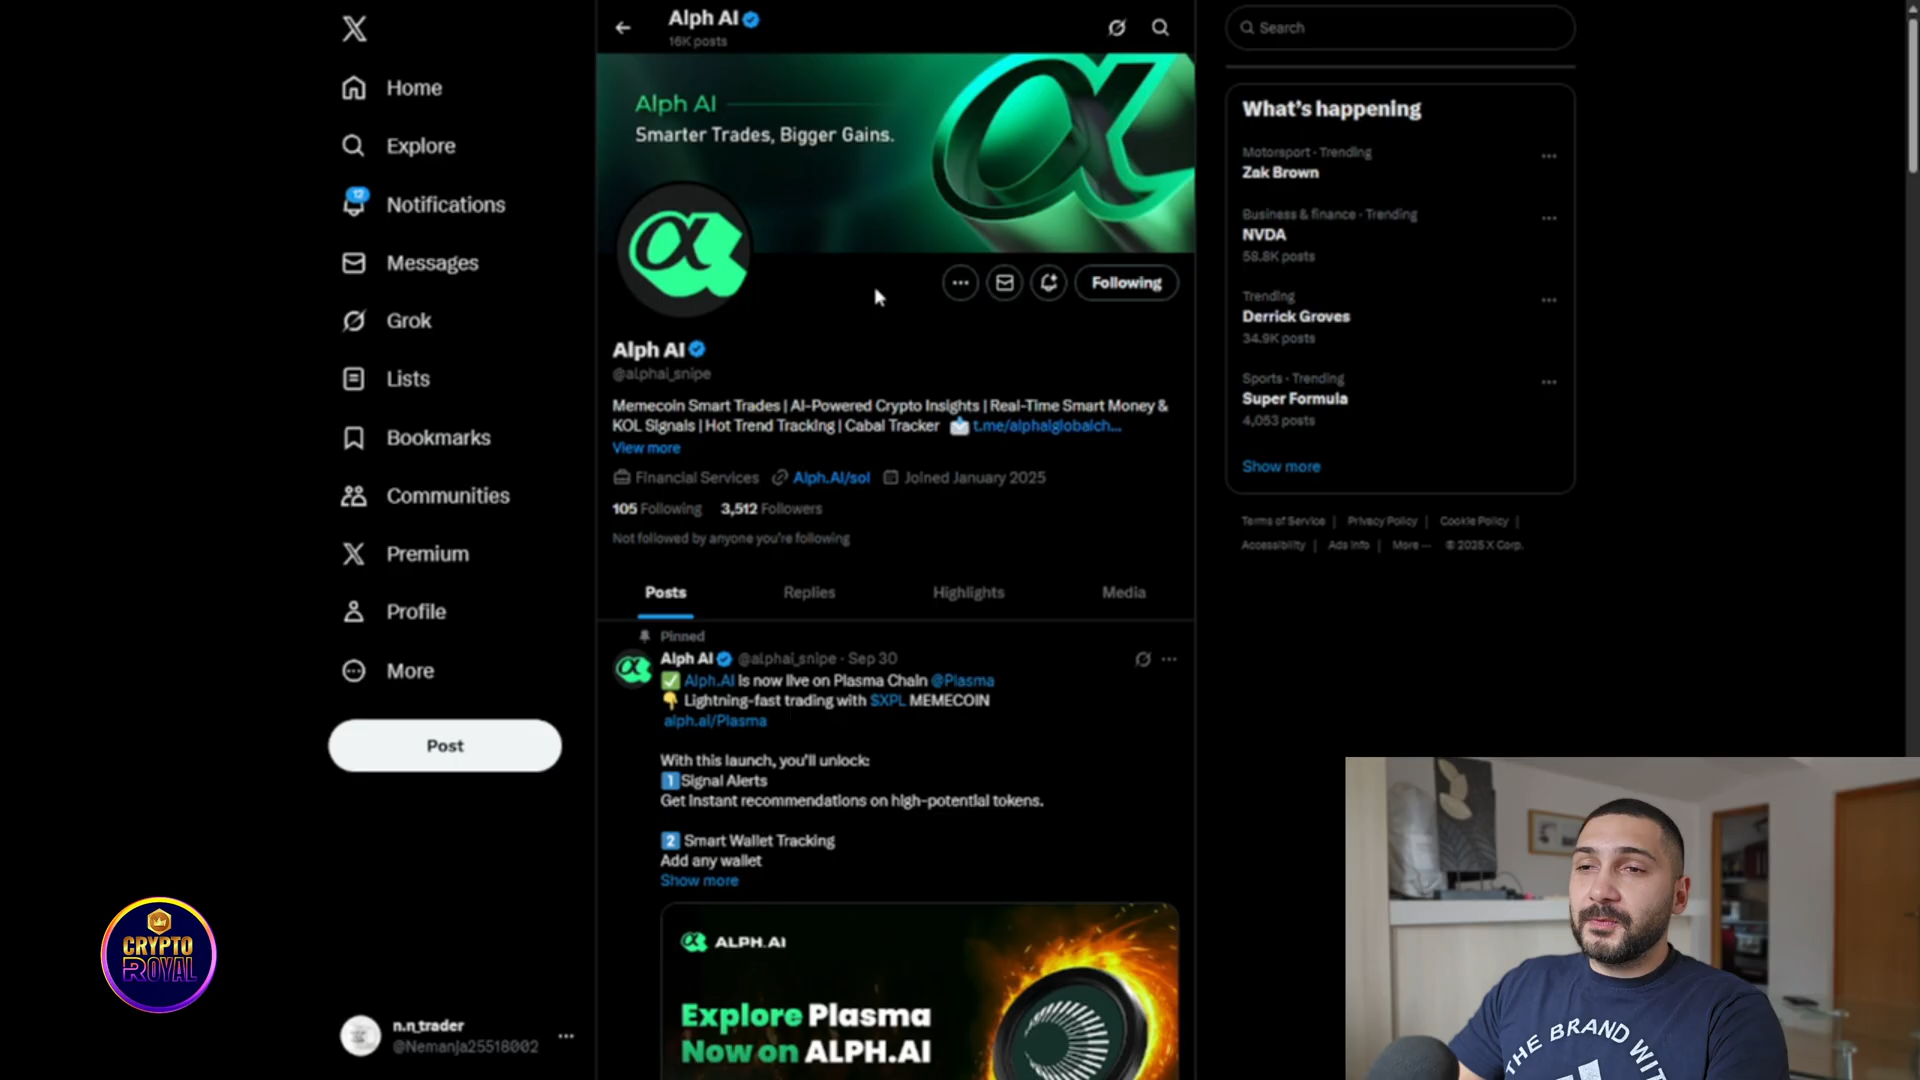 Home
Explore
12
Notifications
Messages
Grok
Lists
Bookmarks
Communities
Premium
Profile
More
Post
n.n_trader
@Nemanja25518002
CRYPTO
ROYAL
Alph AI
16K posts
Alph AI
Smarter Trades, Bigger Gains.
Following
Alph AI
@alphai_snipe
Memecoin Smart Trades | AI-Powered Crypto Insights | Real-Time Smart Money &
KOL Signals | Hot Trend Tracking | Cabal Tracker t.me/alphaiglobalch...
View more
Financial Services Alph.AI/sol Joined January 2025
105 Following 3,512 Followers
Not followed by anyone you're following
Posts Replies Highlights Media
Pinned
Alph AI @alphai_snipe · Sep 30
✅ Alph.AI is now live on Plasma Chain @Plasma
👇 Lightning-fast trading with $XPL MEMECOIN
alph.ai/Plasma
With this launch, you'll unlock:
1️⃣Signal Alerts
Get instant recommendations on high-potential tokens.
2️⃣ Smart Wallet Tracking
Add any wallet
Show more
ALPH.AI
Explore Plasma
Now on ALPH.AI
Search
What's happening
Motorsport · Trending
Zak Brown
Business & finance · Trending
NVDA
58.8K posts
Trending
Derrick Groves
34.9K posts
Sports · Trending
Super Formula
4,053 posts
Show more
Terms of Service | Privacy Policy | Cookie Policy |
Accessibility | Ads info | More ··· © 2025 X Corp.
THE BRAND WIT